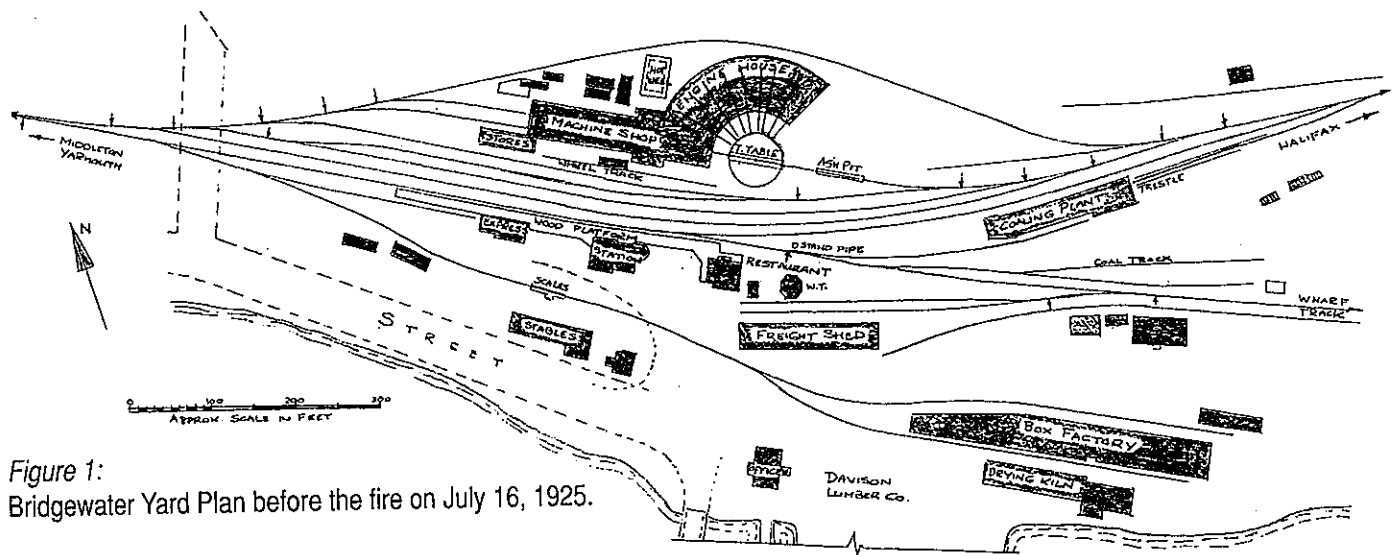 ENGINE HOUSE
MACHINE SHOP
STORES
T. TABLE
ASH PIT
WHEEL TRACK
MIDDLETON
YARMOUTH
HALIFAX
TRESTLE
COALING PLANT
N
EXPRESS
WOOD PLATFORM
STATION
STAND PIPE
RESTAURANT
W.T.
COAL TRACK
WHARF
TRACK
SCALES
STREET
STABLES
FREIGHT SHED
0 100 200 300
APPROX. SCALE IN FEET
BOX FACTORY
DRYING KILN
OFFICES
DAVISON
LUMBER CO.
Figure 1:
Bridgewater Yard Plan before the fire on July 16, 1925.